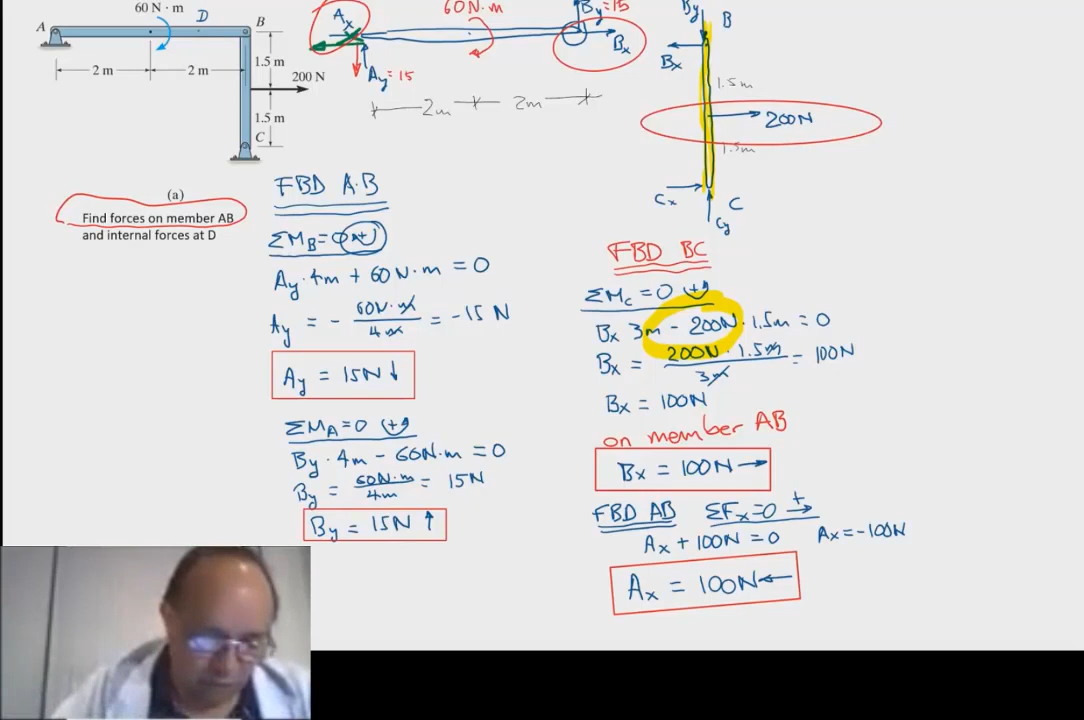 60 N · m
D
A
B
2 m
2 m
1.5 m
200 N
1.5 m
C
(a)
Find forces on member AB
and internal forces at D
Ax
60N·m
By=15
Bx
Ay=15
2m
2m
By
B
Bx
1.5m
200N
1.5m
Cx
C
Cy
FBD A·B
ΣMB=0
Ay·4m + 60N·m = 0
Ay = - 60N·m / 4m = -15 N
Ay = 15N ↓
ΣMA=0 (+)
By·4m - 60N·m = 0
By = 60N·m / 4m = 15N
By = 15N ↑
FBD BC
ΣMC=0
Bx 3m - 200N·1.5m = 0
Bx = 200N·1.5m / 3m = 100N
Bx = 100N
on member AB
Bx = 100N →
FBD AB ΣFx=0 +→
Ax + 100N = 0 Ax=-100N
Ax = 100N ←